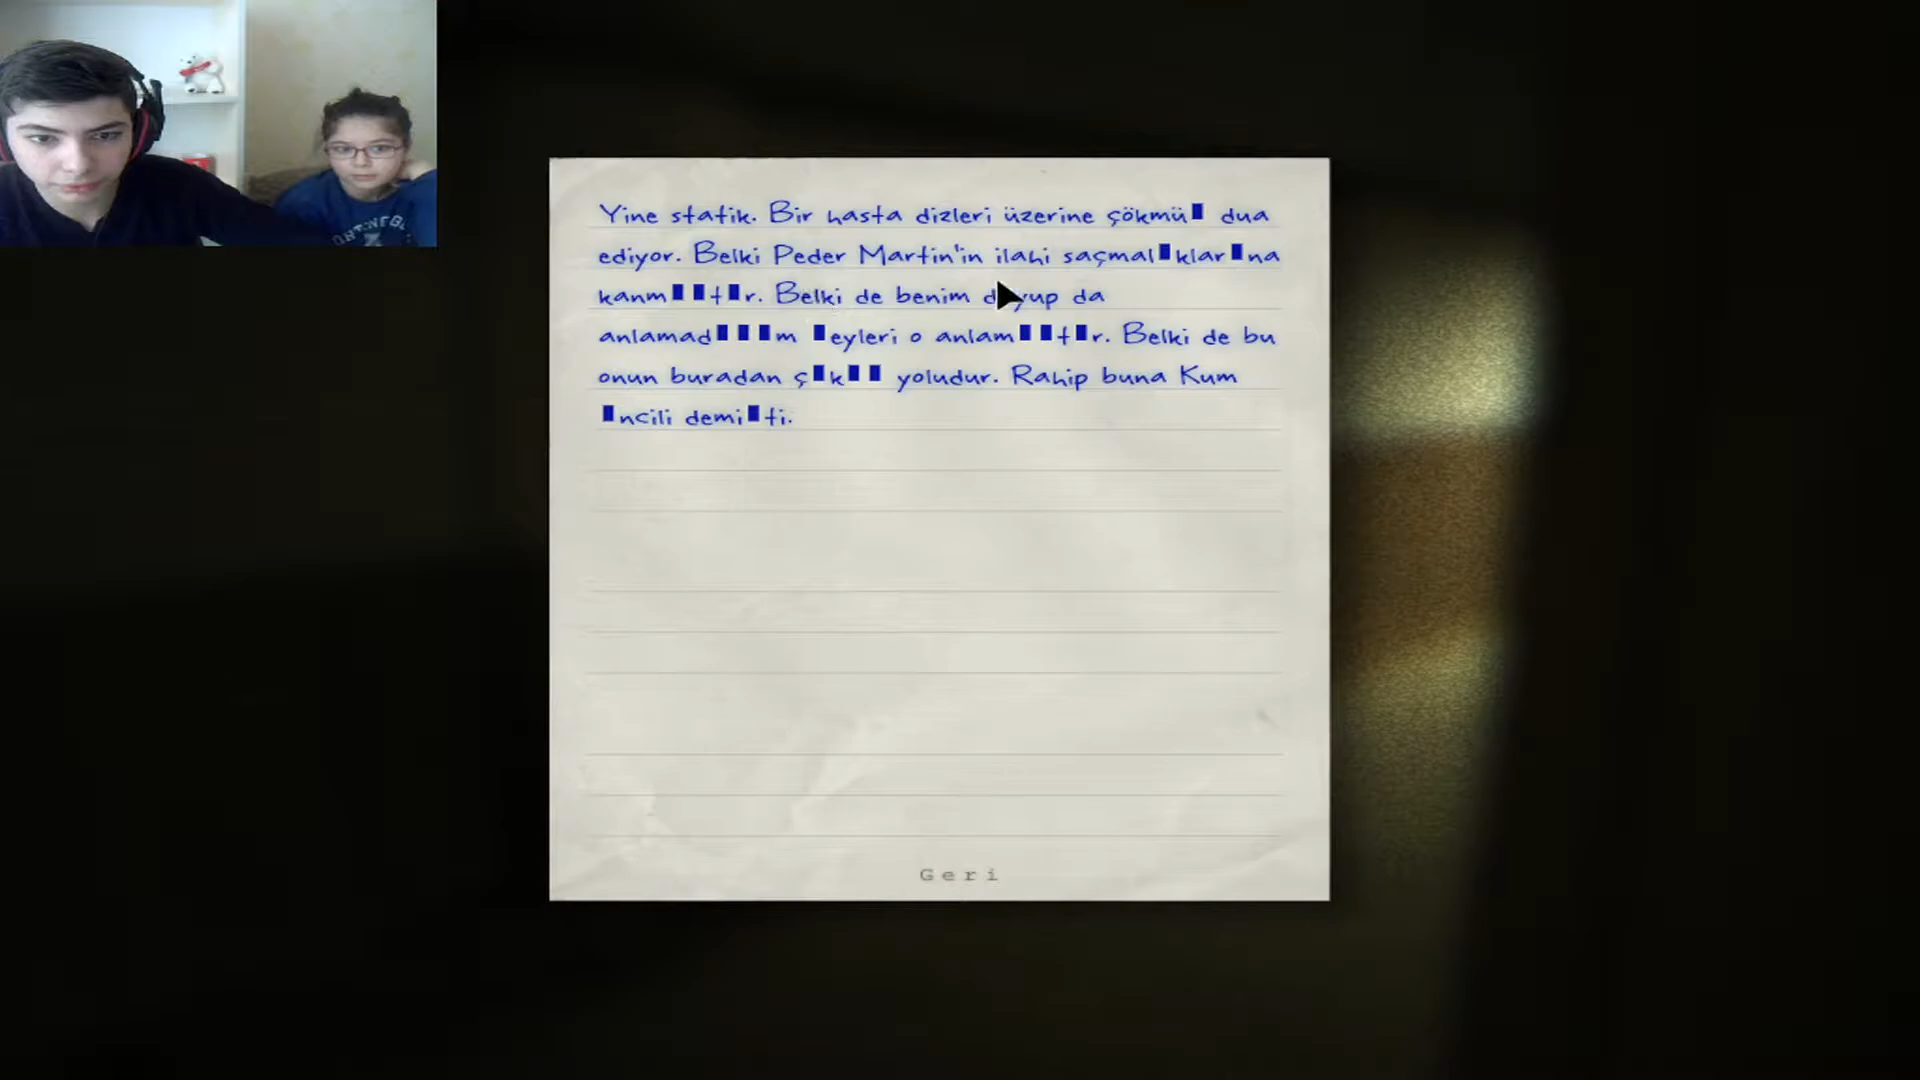 Yine statik. Bir hasta dizleri üzerine çökmü▮ dua
ediyor. Belki Peder Martin'in ilahi saçmal▮klar▮na
kanm▮▮t▮r. Belki de benim da
anlamad▮▮▮m ▮eyleri o anlam▮▮t▮r. Belki de bu
onun buradan ç▮k▮▮ yoludur. Rahip buna Kum
▮ncili demi▮ti.
Geri